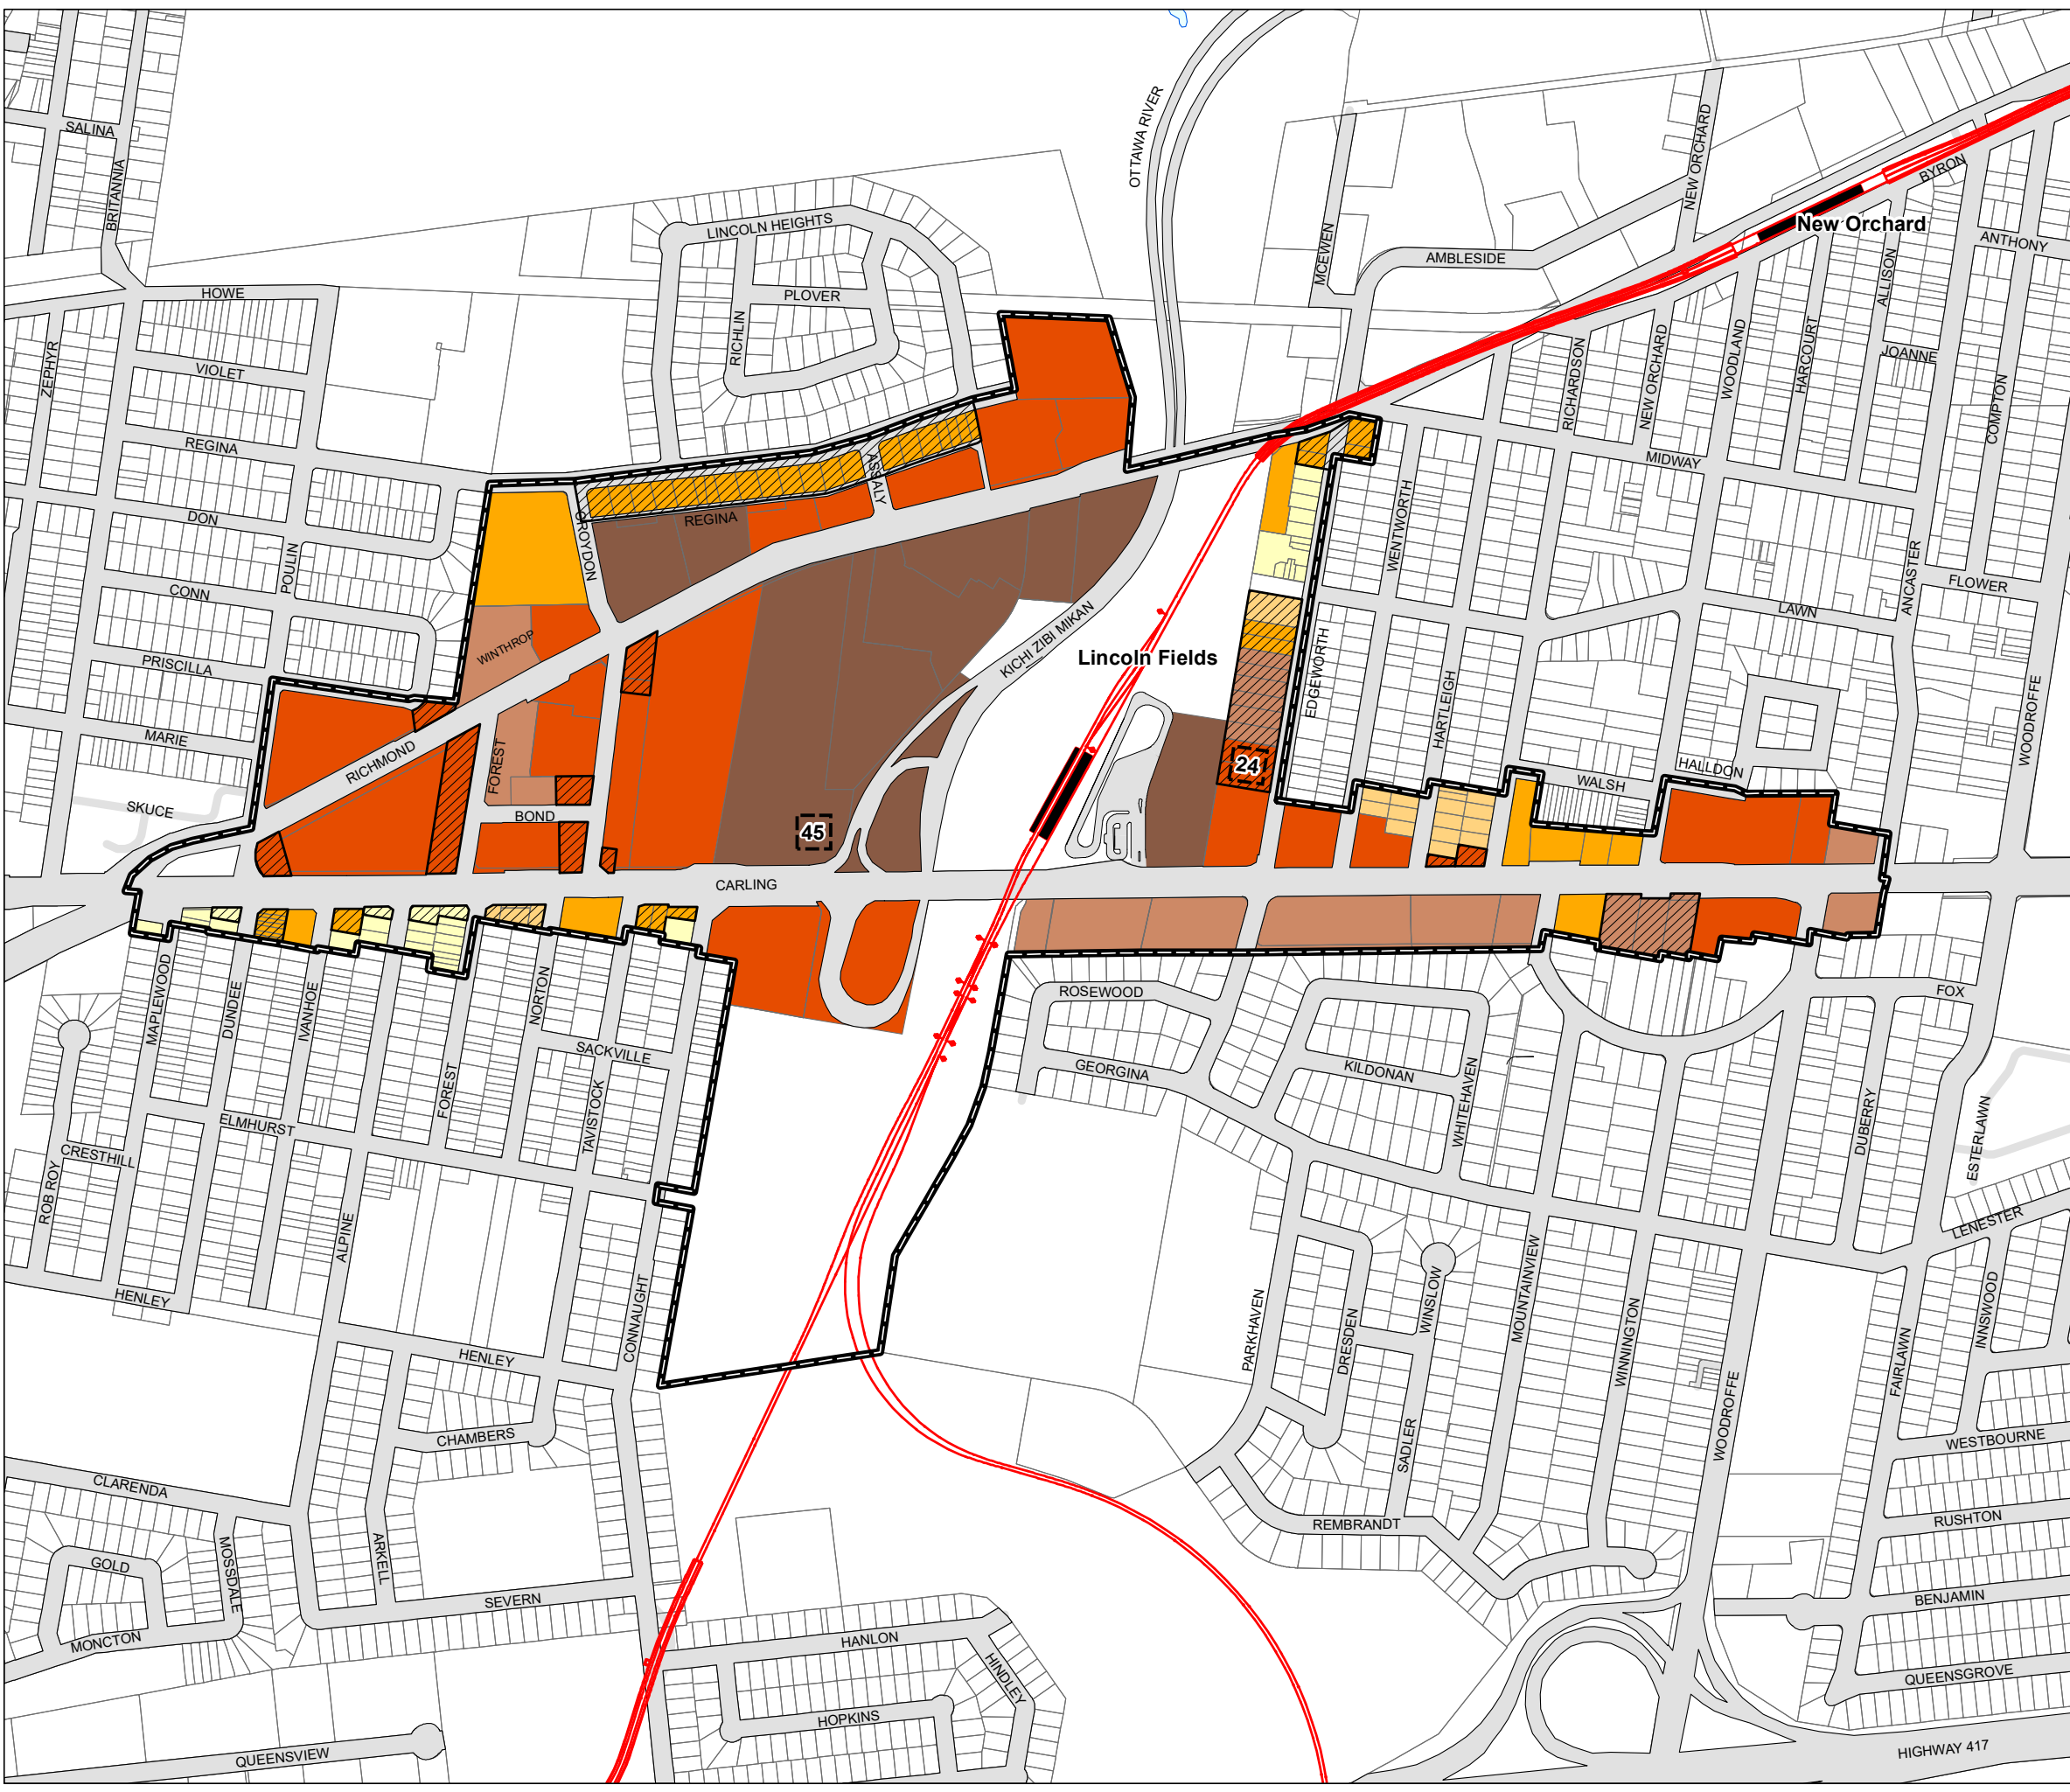 SALINA
BRITANNIA
OTTAWA RIVER
NEW ORCHARD
BYRON
New Orchard
LINCOLN HEIGHTS
MCEWEN
AMBLESIDE
ANTHONY
HOWE
PLOVER
ALLISON
ZEPHYR
RICHLIN
RICHARDSON
NEW ORCHARD
WOODLAND
HARCOURT
JOANNE
VIOLET
COMPTON
REGINA
ASSALY
MIDWAY
DON
CROYDON
REGINA
WENTWORTH
POULIN
CONN
ANCASTER
FLOWER
KICHI ZIBI MIKAN
LAWN
WINTHROP
Lincoln Fields
EDGEWORTH
PRISCILLA
HARTLEIGH
WOODROFFE
MARIE
RICHMOND
FOREST
24
HALLDON
WALSH
SKUCE
BOND
45
CARLING
MAPLEWOOD
DUNDEE
IVANHOE
NORTON
ROSEWOOD
FOX
SACKVILLE
GEORGINA
KILDONAN
WHITEHAVEN
FOREST
TAVISTOCK
DUBERRY
ESTERLAWN
ELMHURST
CRESTHILL
ROB ROY
ALPINE
LENESTER
HENLEY
CONNAUGHT
PARKHAVEN
DRESDEN
WINSLOW
MOUNTAINVIEW
WINNINGTON
INNSWOOD
FAIRLAWN
HENLEY
CHAMBERS
SADLER
WOODROFFE
WESTBOURNE
CLARENDA
REMBRANDT
RUSHTON
GOLD
MOSSDALE
ARKELL
SEVERN
BENJAMIN
MONCTON
HANLON
HINDLEY
QUEENSGROVE
HOPKINS
QUEENSVIEW
HIGHWAY 417